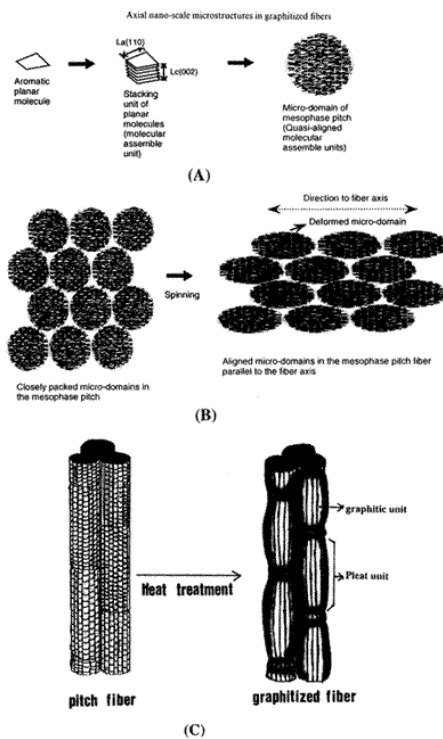 Axial nano-scale microstructures in graphitized fibers
La(110)
Lc(002)
Aromatic
planar
molecule
Stacking
unit of
planar
molecules
(molecular
assemble
unit)
Micro-domain of
mesophase pitch
(Quasi-aligned
molecular
assemble units)
(A)
Direction to fiber axis
Deformed micro-domain
Spinning
Closely packed micro-domains in
the mesophase pitch
Aligned micro-domains in the mesophase pitch fiber
parallel to the fiber axis
(B)
graphitic unit
Pleat unit
Heat treatment
pitch fiber
graphitized fiber
(C)